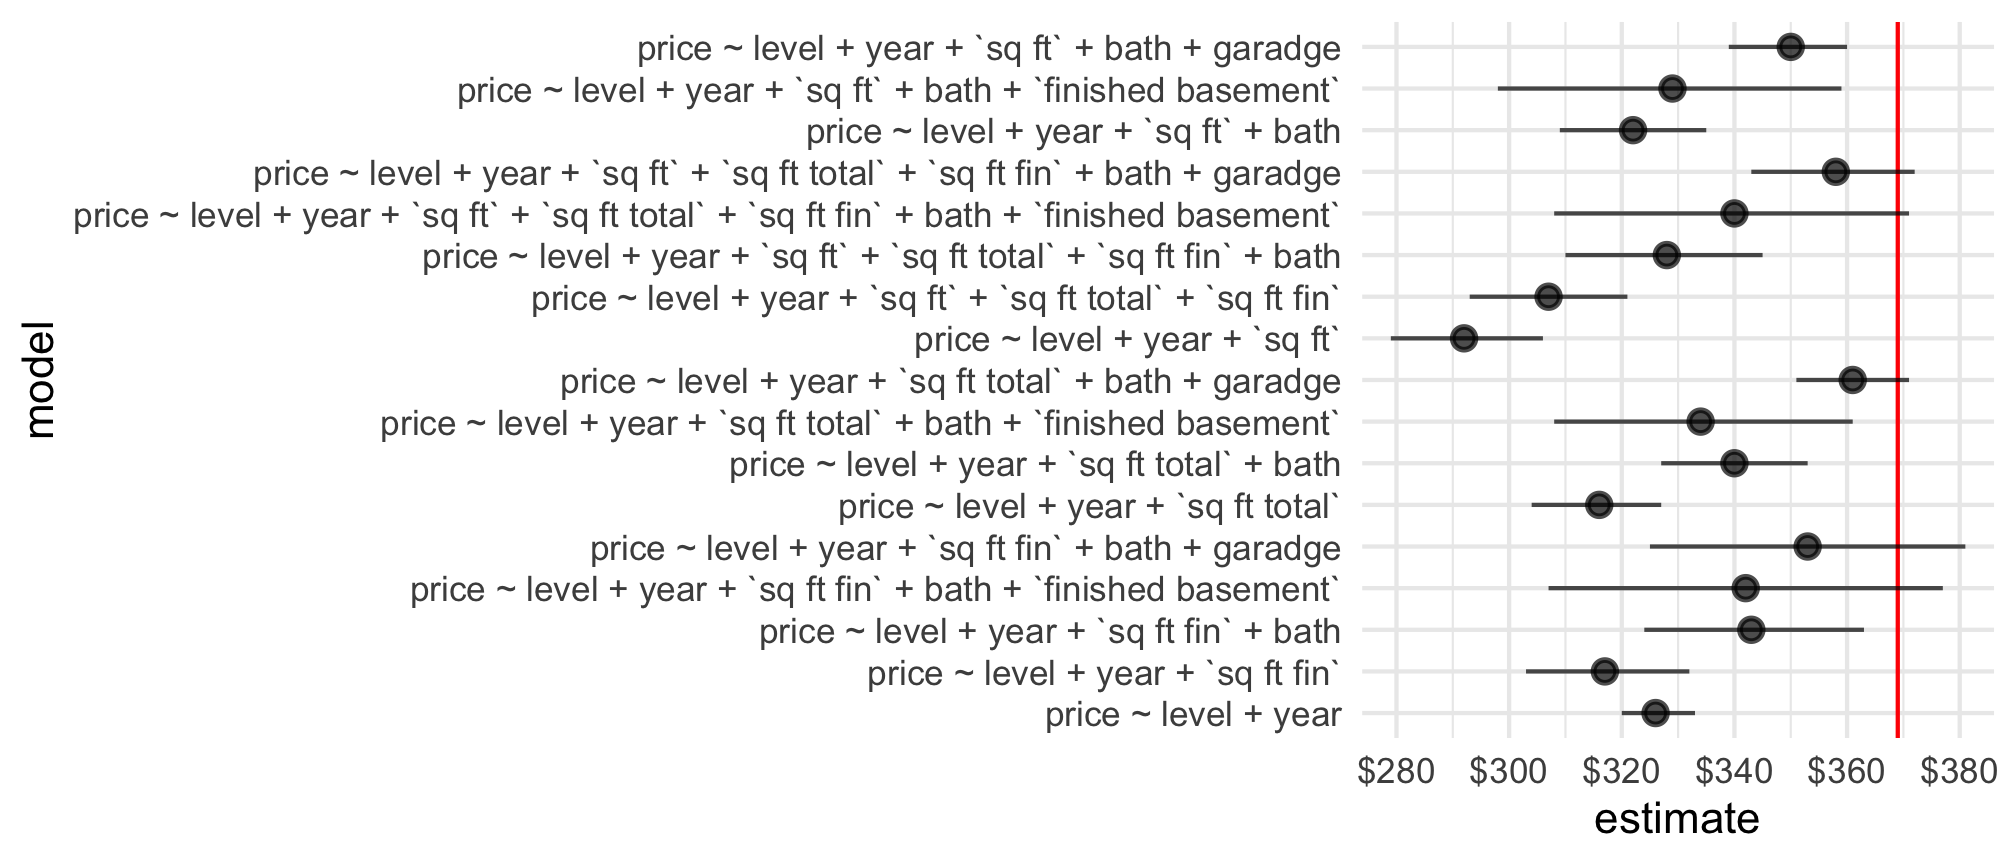 price ~ level + year + `sq ft` + bath + garadge
price ~ level + year + `sq ft` + bath + `finished basement`
price ~ level + year + `sq ft` + bath
price ~ level + year + `sq ft` + `sq ft total` + `sq ft fin` + bath + garadge
price ~ level + year + `sq ft` + `sq ft total` + `sq ft fin` + bath + `finished basement`
price ~ level + year + `sq ft` + `sq ft total` + `sq ft fin` + bath
price ~ level + year + `sq ft` + `sq ft total` + `sq ft fin`
price ~ level + year + `sq ft`
price ~ level + year + `sq ft total` + bath + garadge
price ~ level + year + `sq ft total` + bath + `finished basement`
price ~ level + year + `sq ft total` + bath
price ~ level + year + `sq ft total`
price ~ level + year + `sq ft fin` + bath + garadge
price ~ level + year + `sq ft fin` + bath + `finished basement`
price ~ level + year + `sq ft fin` + bath
price ~ level + year + `sq ft fin`
price ~ level + year
model
$280 $300 $320 $340 $360 $380
estimate